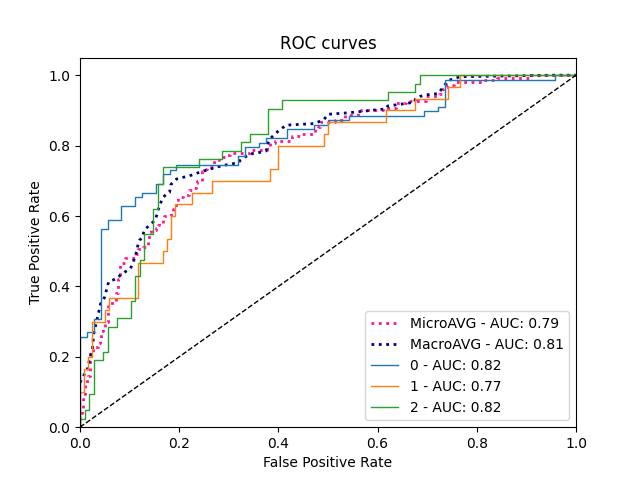 ROC curves
True Positive Rate
1.0
0.8
0.6
0.4
0.2
0.0
MicroAVG - AUC: 0.79
MacroAVG - AUC: 0.81
0 - AUC: 0.82
1 - AUC: 0.77
2 - AUC: 0.82
0.0 0.2 0.4 0.6 0.8 1.0
False Positive Rate